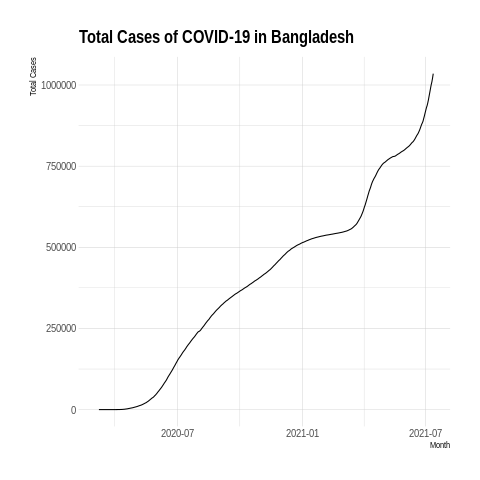 Total Cases of COVID-19 in Bangladesh
Total Cases
1000000
750000
500000
250000
0
2020-07 2021-01 2021-07
Month